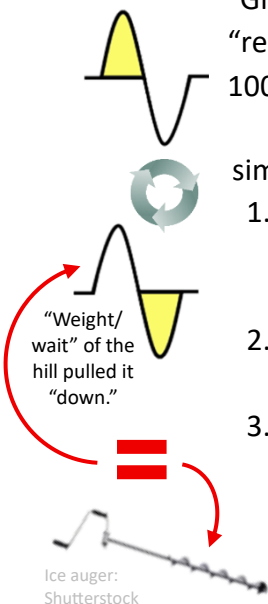 “re
100
sim
1.
“Weight/
wait” of the
hill pulled it
“down.”
2.
3.
=
Ice auger:
Shutterstock